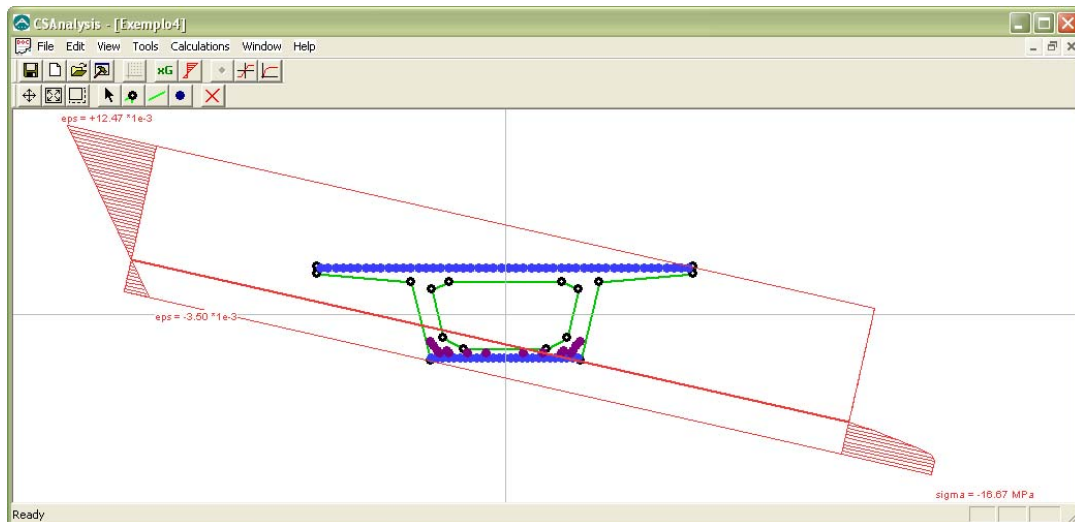 CSAnalysis - [Exemplo4]
File Edit View Tools Calculations Window Help
xG
eps = +12.47 *1e-3
eps = -3.50 *1e-3
sigma = -16.67 MPa
Ready